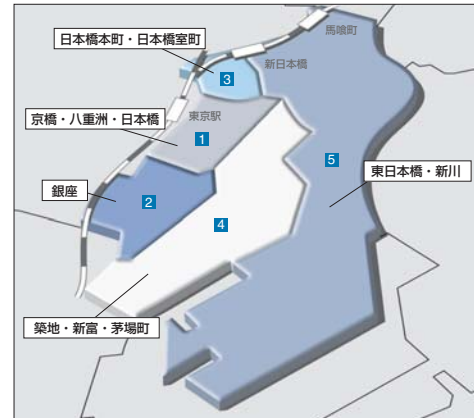 馬喰町
日本橋本町・日本橋室町
新日本橋
3
京橋・八重洲・日本橋
東京駅
1
5
東日本橋・新川
銀座
2
4
築地・新富・茅場町